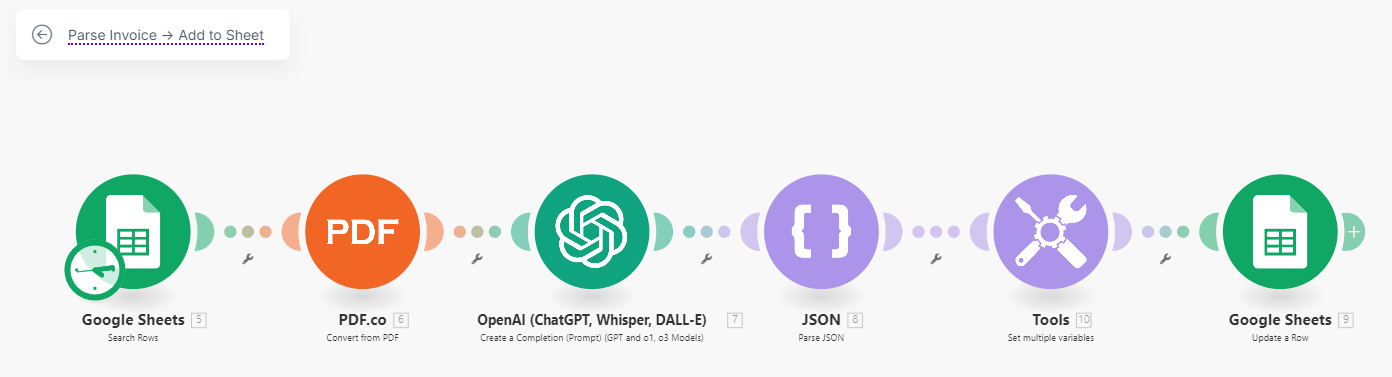 Parse Invoice → Add to Sheet
PDF
Google Sheets 5
Search Rows
PDF.co 6
Convert from PDF
OpenAI (ChatGPT, Whisper, DALL-E) 7
Create a Completion (Prompt) (GPT and o1, o3 Models)
JSON 8
Parse JSON
Tools 10
Set multiple variables
Google Sheets 9
Update a Row